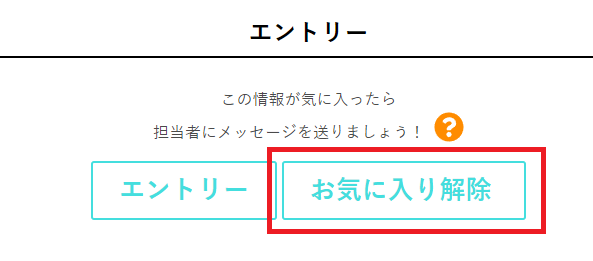 エントリー
この情報が気に入ったら
担当者にメッセージを送りましょう！ ?
エントリー お気に入り解除